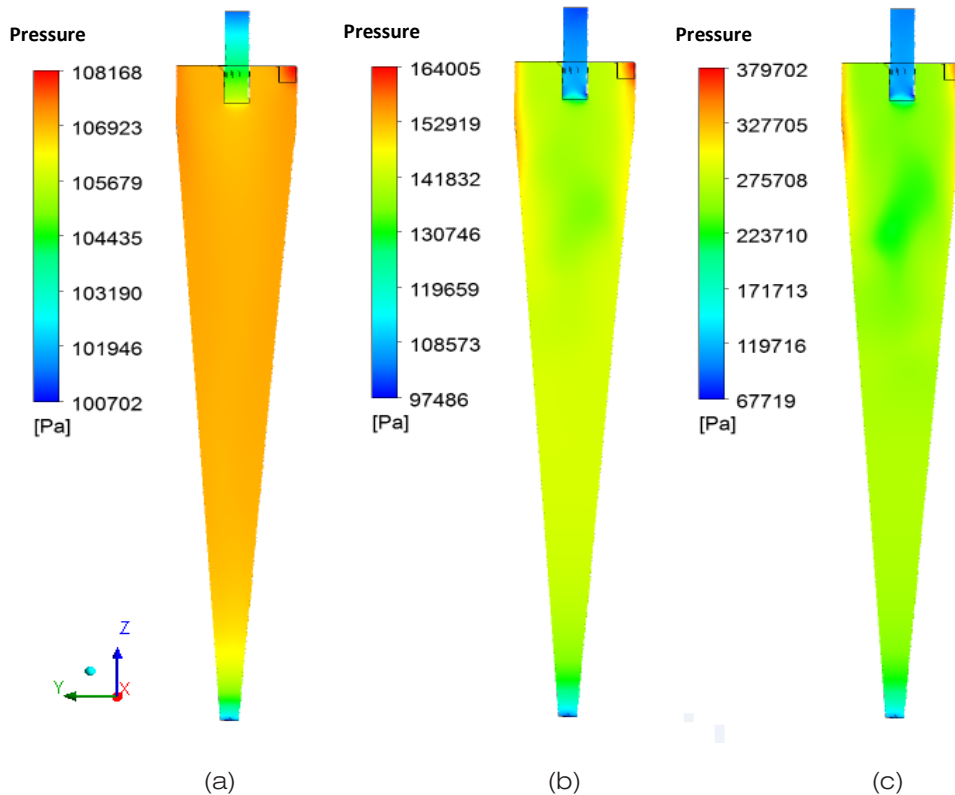 Pressure
108168
106923
105679
104435
103190
101946
100702
[Pa]
Pressure
164005
152919
141832
130746
119659
108573
97486
[Pa]
Pressure
379702
327705
275708
223710
171713
119716
67719
[Pa]
Z
Y
X
(a)
(b)
(c)